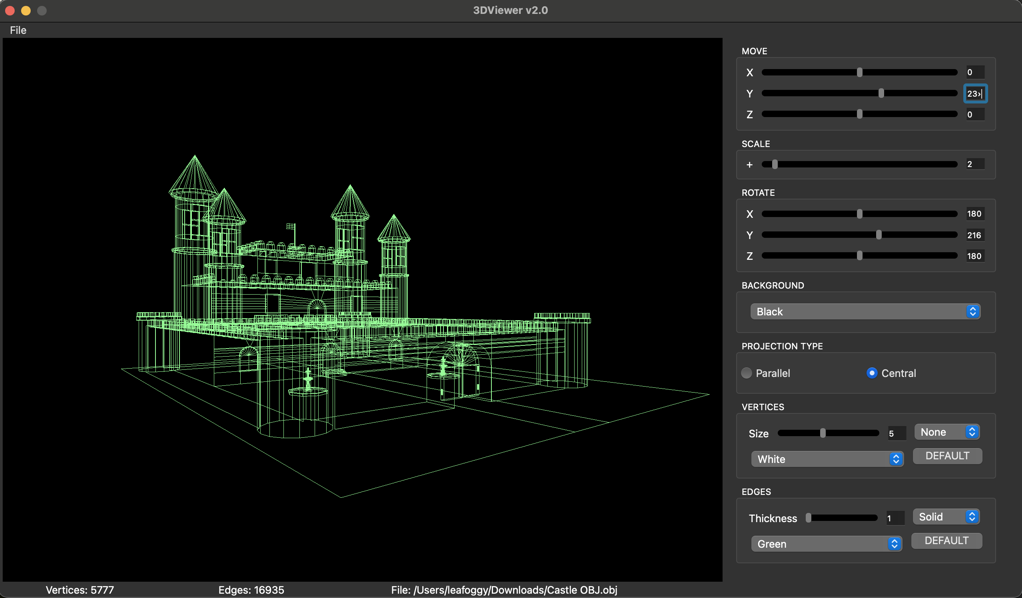 3DViewer v2.0
File
MOVE
X 0
Y 23
Z 0
SCALE
+ 2
ROTATE
X 180
Y 216
Z 180
BACKGROUND
Black
PROJECTION TYPE
Parallel Central
VERTICES
Size 5 None
White DEFAULT
EDGES
Thickness 1 Solid
Green DEFAULT
Vertices: 5777 Edges: 16935 File: /Users/leafoggy/Downloads/Castle OBJ.obj